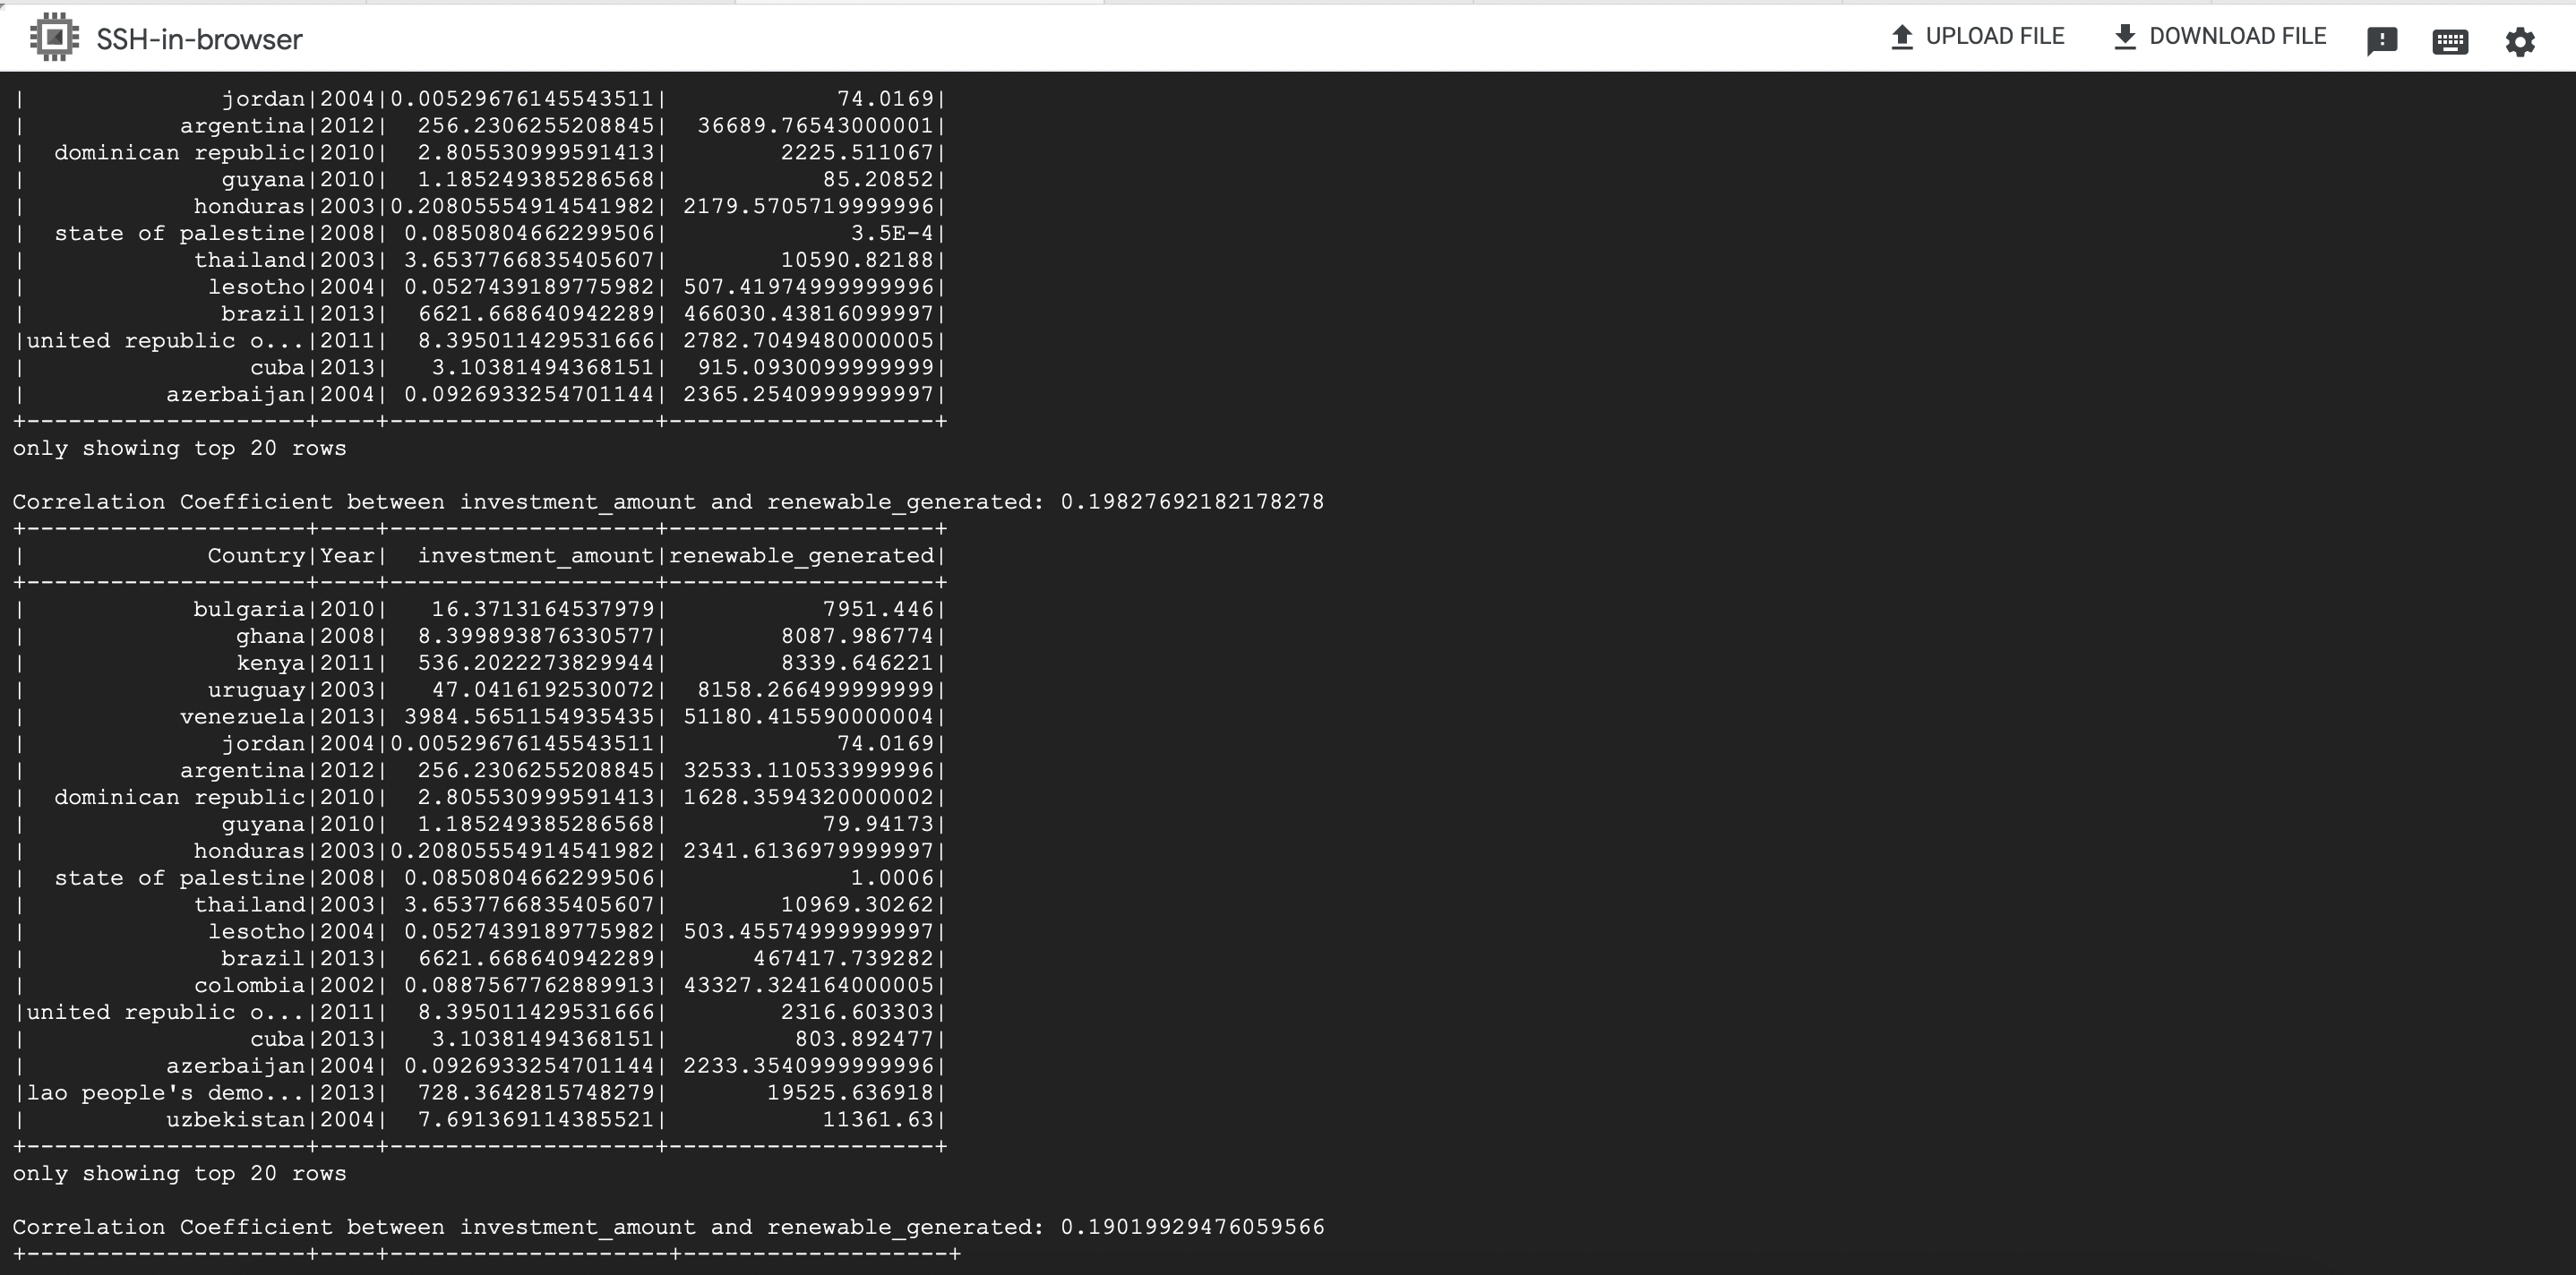 SSH-in-browser UPLOAD FILE DOWNLOAD FILE
|              jordan|2004|0.00529676145543511|            74.0169|
|           argentina|2012|  256.2306255208845|  36689.76543000001|
|  dominican republic|2010|  2.805530999591413|        2225.511067|
|              guyana|2010|  1.185249385286568|           85.20852|
|            honduras|2003|0.20805554914541982| 2179.5705719999996|
|  state of palestine|2008| 0.0850804662299506|             3.5E-4|
|            thailand|2003| 3.6537766835405607|        10590.82188|
|             lesotho|2004| 0.0527439189775982| 507.41974999999996|
|              brazil|2013|  6621.668640942289| 466030.43816099997|
|united republic o...|2011|  8.395011429531666| 2782.7049480000005|
|                cuba|2013|   3.10381494368151|  915.0930099999999|
|          azerbaijan|2004| 0.0926933254701144| 2365.2540999999997|
+--------------------+----+-------------------+-------------------+
only showing top 20 rows
Correlation Coefficient between investment_amount and renewable_generated: 0.19827692182178278
+--------------------+----+-------------------+-------------------+
|             Country|Year|  investment_amount|renewable_generated|
+--------------------+----+-------------------+-------------------+
|            bulgaria|2010|   16.3713164537979|           7951.446|
|               ghana|2008|  8.399893876330577|        8087.986774|
|               kenya|2011|  536.2022273829944|        8339.646221|
|             uruguay|2003|   47.0416192530072|  8158.266499999999|
|           venezuela|2013| 3984.5651154935435| 51180.415590000004|
|              jordan|2004|0.00529676145543511|            74.0169|
|           argentina|2012|  256.2306255208845| 32533.110533999996|
|  dominican republic|2010|  2.805530999591413| 1628.3594320000002|
|              guyana|2010|  1.185249385286568|           79.94173|
|            honduras|2003|0.20805554914541982| 2341.6136979999997|
|  state of palestine|2008| 0.0850804662299506|             1.0006|
|            thailand|2003| 3.6537766835405607|        10969.30262|
|             lesotho|2004| 0.0527439189775982| 503.45574999999997|
|              brazil|2013|  6621.668640942289|      467417.739282|
|            colombia|2002| 0.0887567762889913| 43327.324164000005|
|united republic o...|2011|  8.395011429531666|        2316.603303|
|                cuba|2013|   3.10381494368151|         803.892477|
|          azerbaijan|2004| 0.0926933254701144| 2233.3540999999996|
|lao people's demo...|2013|  728.3642815748279|       19525.636918|
|          uzbekistan|2004|  7.691369114385521|           11361.63|
+--------------------+----+-------------------+-------------------+
only showing top 20 rows
Correlation Coefficient between investment_amount and renewable_generated: 0.19019929476059566
+--------------------+----+--------------------+-------------------+